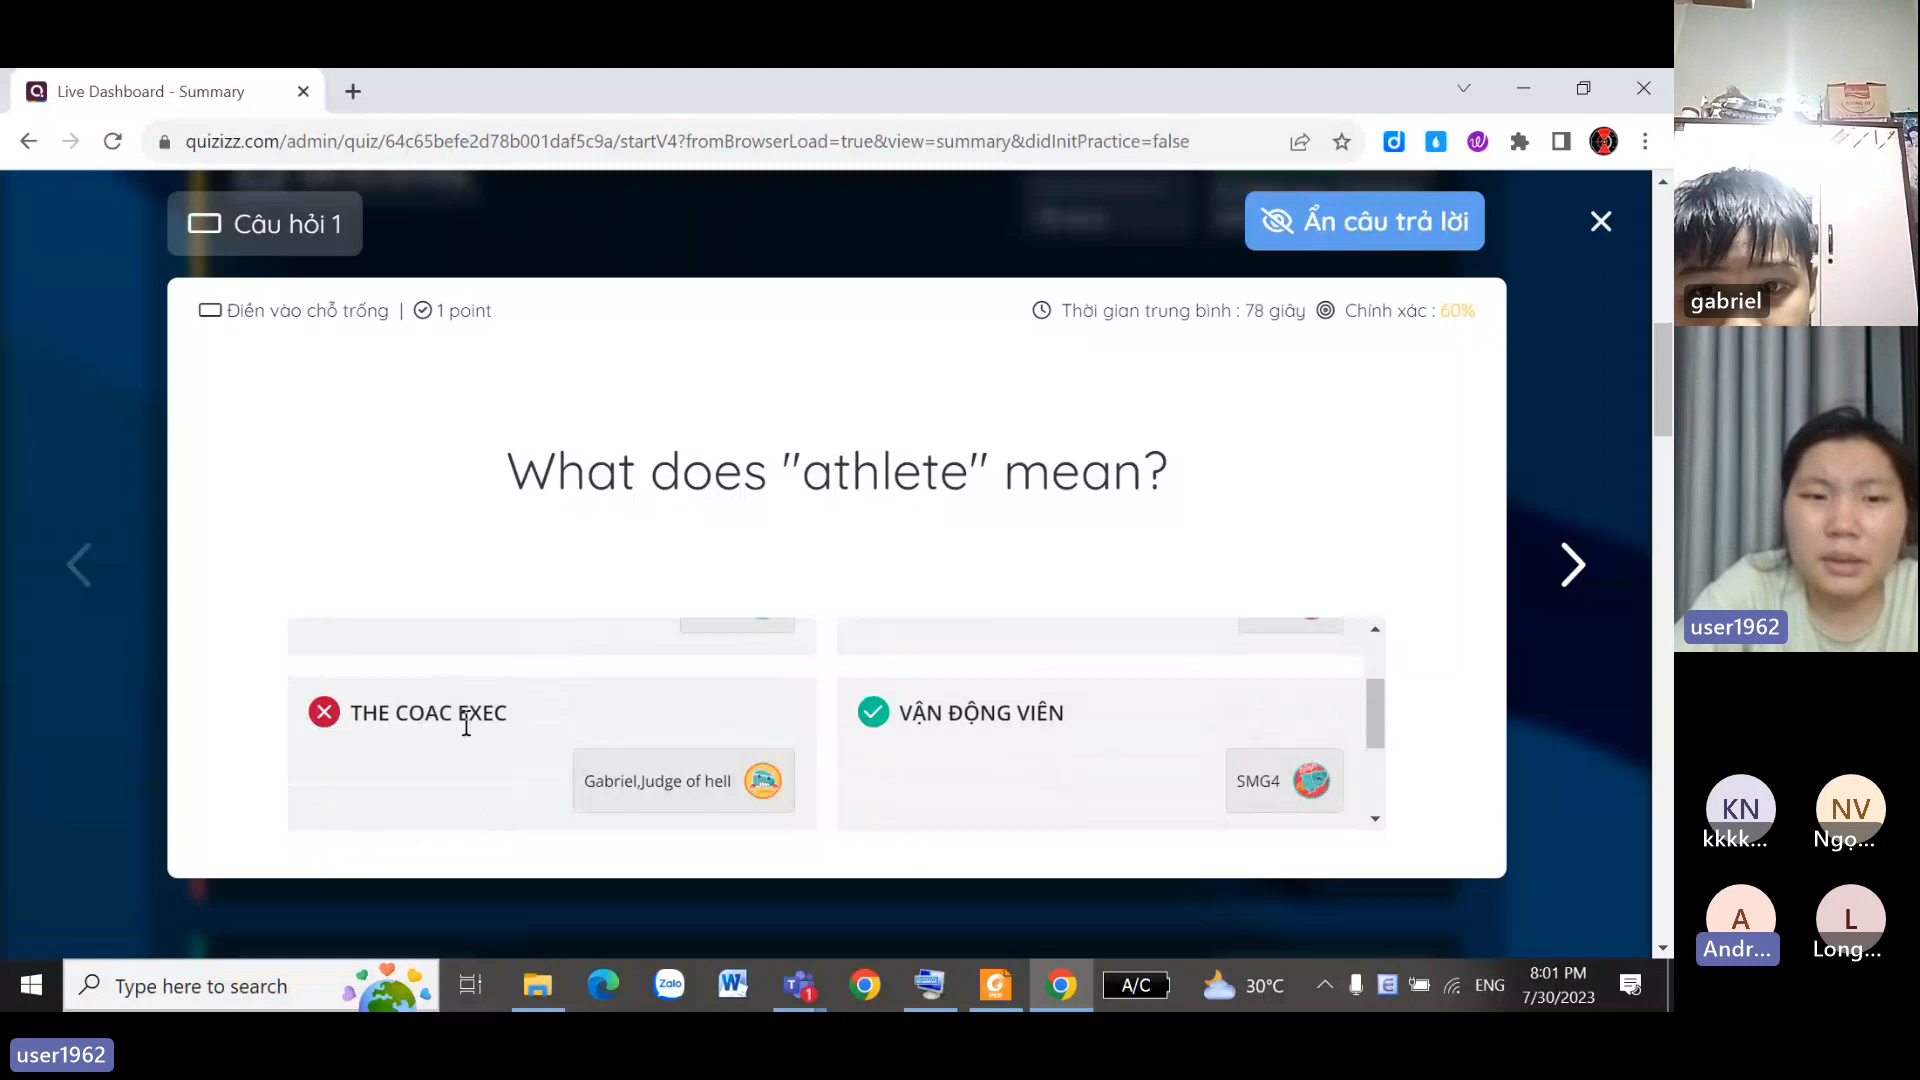 Live Dashboard - Summary
quizizz.com/admin/quiz/64c65befe2d78b001daf5c9a/startV4?fromBrowserLoad=true&view=summary&didInitPractice=false
Câu hỏi 1
Ẩn câu trả lời
Điền vào chỗ trống | 1 point
Thời gian trung bình : 78 giây Chính xác : 60%
What does "athlete" mean?
THE COAC EXEC
Gabriel,Judge of hell
VẬN ĐỘNG VIÊN
SMG4
gabriel
user1962
KN
kkkk...
NV
Ngọ...
A
Andr...
L
Long...
Type here to search
Zalo
1
A/C
30°C
ENG
8:01 PM
7/30/2023
user1962